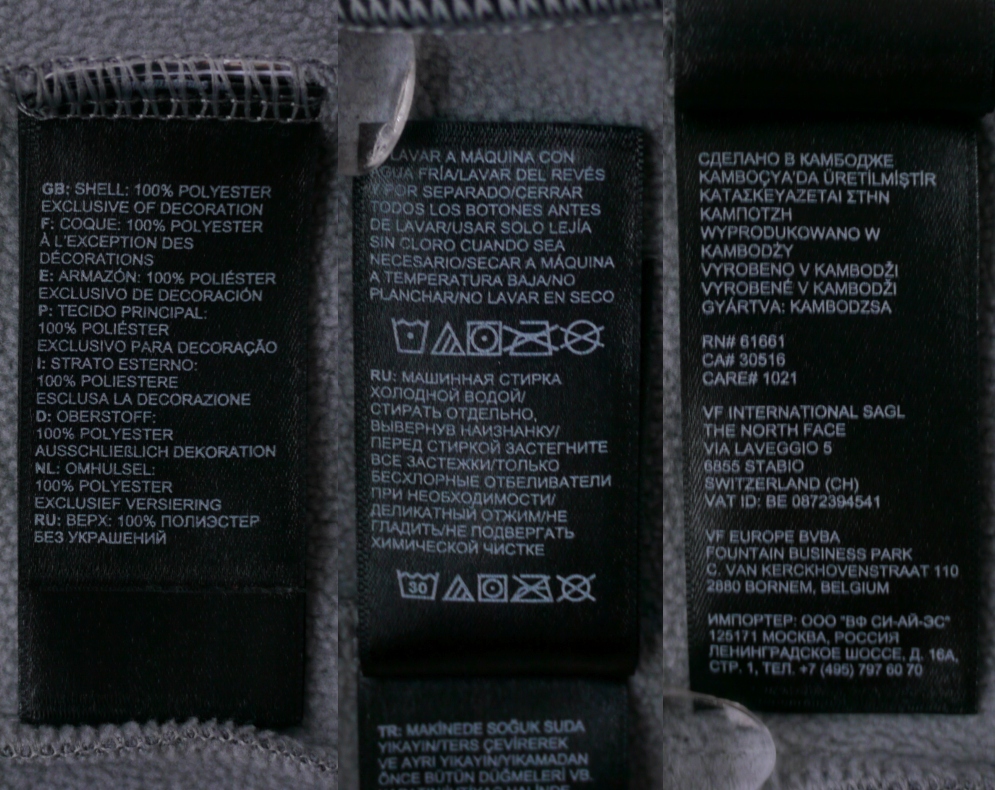 GB: SHELL: 100% POLYESTER
EXCLUSIVE OF DECORATION
F: COQUE: 100% POLYESTER
À L'EXCEPTION DES
DÉCORATIONS
E: ARMAZÓN: 100% POLIÉSTER
EXCLUSIVO DE DECORACIÓN
P: TECIDO PRINCIPAL:
100% POLIÉSTER
EXCLUSIVO PARA DECORAÇÃO
I: STRATO ESTERNO:
100% POLIESTERE
ESCLUSA LA DECORAZIONE
D: OBERSTOFF:
100% POLYESTER
AUSSCHLIEßLICH DEKORATION
NL: OMHULSEL:
100% POLYESTER
EXCLUSIEF VERSIERING
RU: ВЕРХ: 100% ПОЛИЭСТЕР
БЕЗ УКРАШЕНИЙ
LAVAR A MÁQUINA CON
AGUA FRÍA/LAVAR DEL REVÉS
Y POR SEPARADO/CERRAR
TODOS LOS BOTONES ANTES
DE LAVAR/USAR SOLO LEJÍA
SIN CLORO CUANDO SEA
NECESARIO/SECAR A MÁQUINA
A TEMPERATURA BAJA/NO
PLANCHAR/NO LAVAR EN SECO
RU: МАШИННАЯ СТИРКА
ХОЛОДНОЙ ВОДОЙ/
СТИРАТЬ ОТДЕЛЬНО,
ВЫВЕРНУВ НАИЗНАНКУ/
ПЕРЕД СТИРКОЙ ЗАСТЕГНИТЕ
ВСЕ ЗАСТЕЖКИ/ТОЛЬКО
БЕСХЛОРНЫЕ ОТБЕЛИВАТЕЛИ
ПРИ НЕОБХОДИМОСТИ/
ДЕЛИКАТНЫЙ ОТЖИМ/НЕ
ГЛАДИТЬ/НЕ ПОДВЕРГАТЬ
ХИМИЧЕСКОЙ ЧИСТКЕ
30
TR: MAKİNEDE SOĞUK SUDA
YIKAYIN/TERS ÇEVİREREK
VE AYRI YIKAYIN/YIKAMADAN
ÖNCE BÜTÜN DÜĞMELERİ VB.
СДЕЛАНО В КАМБОДЖЕ
KAMBOÇYA'DA ÜRETİLMİŞTİR
ΚΑΤΑΣΚΕΥΑΖΕΤΑΙ ΣΤΗΝ
ΚΑΜΠΟΤΖΗ
WYPRODUKOWANO W
KAMBODŻY
VYROBENO V KAMBODŽI
VYROBENÉ V KAMBODŽI
GYÁRTVA: KAMBODZSA
RN# 61661
CA# 30516
CARE# 1021
VF INTERNATIONAL SAGL
THE NORTH FACE
VIA LAVEGGIO 5
6855 STABIO
SWITZERLAND (CH)
VAT ID: BE 0872394541
VF EUROPE BVBA
FOUNTAIN BUSINESS PARK
C. VAN KERCKHOVENSTRAAT 110
2880 BORNEM, BELGIUM
ИМПОРТЕР: ООО "ВФ СИ-АЙ-ЭС"
125171 МОСКВА, РОССИЯ
ЛЕНИНГРАДСКОЕ ШОССЕ, Д. 16А,
СТР. 1, ТЕЛ. +7 (495) 797 60 70